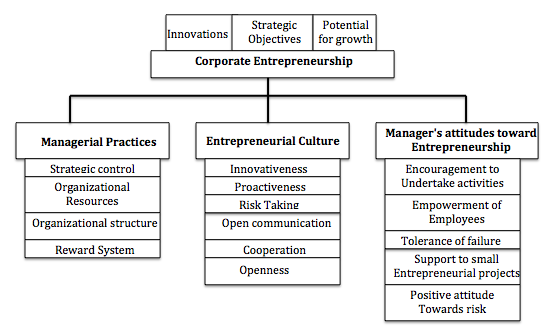 Innovations
Strategic
Objectives
Potential
for growth
Corporate Entrepreneurship
Managerial Practices
Strategic control
Organizational
Resources
Organizational structure
Reward System
Entrepreneurial Culture
Innovativeness
Proactiveness
Risk Taking
Open communication
Cooperation
Openness
Manager's attitudes toward
Entrepreneurship
Encouragement to
Undertake activities
Empowerment of
Employees
Tolerance of failure
Support to small
Entrepreneurial projects
Positive attitude
Towards risk